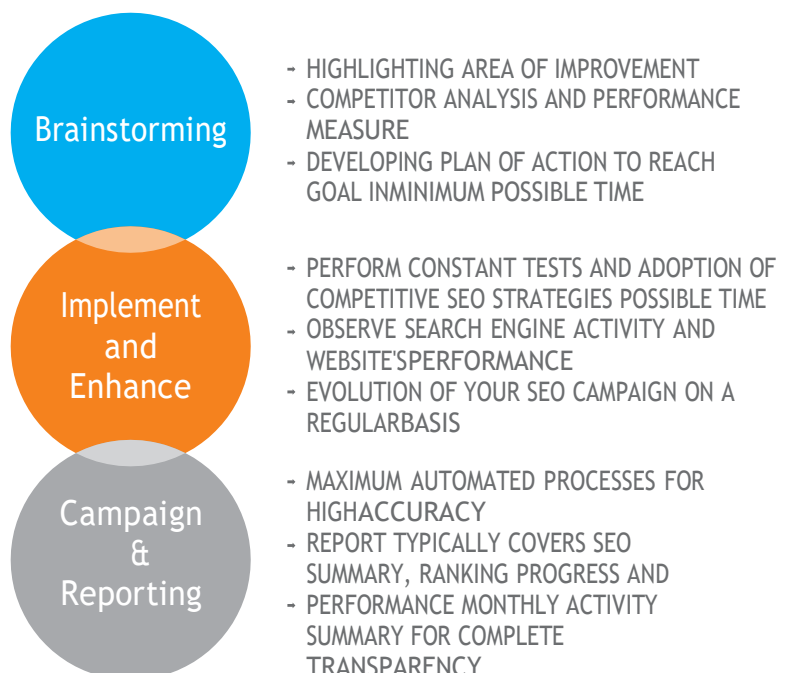 Brainstorming
- HIGHLIGHTING AREA OF IMPROVEMENT
- COMPETITOR ANALYSIS AND PERFORMANCE
MEASURE
- DEVELOPING PLAN OF ACTION TO REACH
GOAL INMINIMUM POSSIBLE TIME
Implement
and
Enhance
- PERFORM CONSTANT TESTS AND ADOPTION OF
COMPETITIVE SEO STRATEGIES POSSIBLE TIME
- OBSERVE SEARCH ENGINE ACTIVITY AND
WEBSITE'SPERFORMANCE
- EVOLUTION OF YOUR SEO CAMPAIGN ON A
REGULARBASIS
Campaign
&
Reporting
- MAXIMUM AUTOMATED PROCESSES FOR
HIGHACCURACY
- REPORT TYPICALLY COVERS SEO
SUMMARY, RANKING PROGRESS AND
- PERFORMANCE MONTHLY ACTIVITY
SUMMARY FOR COMPLETE
TRANSPARENCY